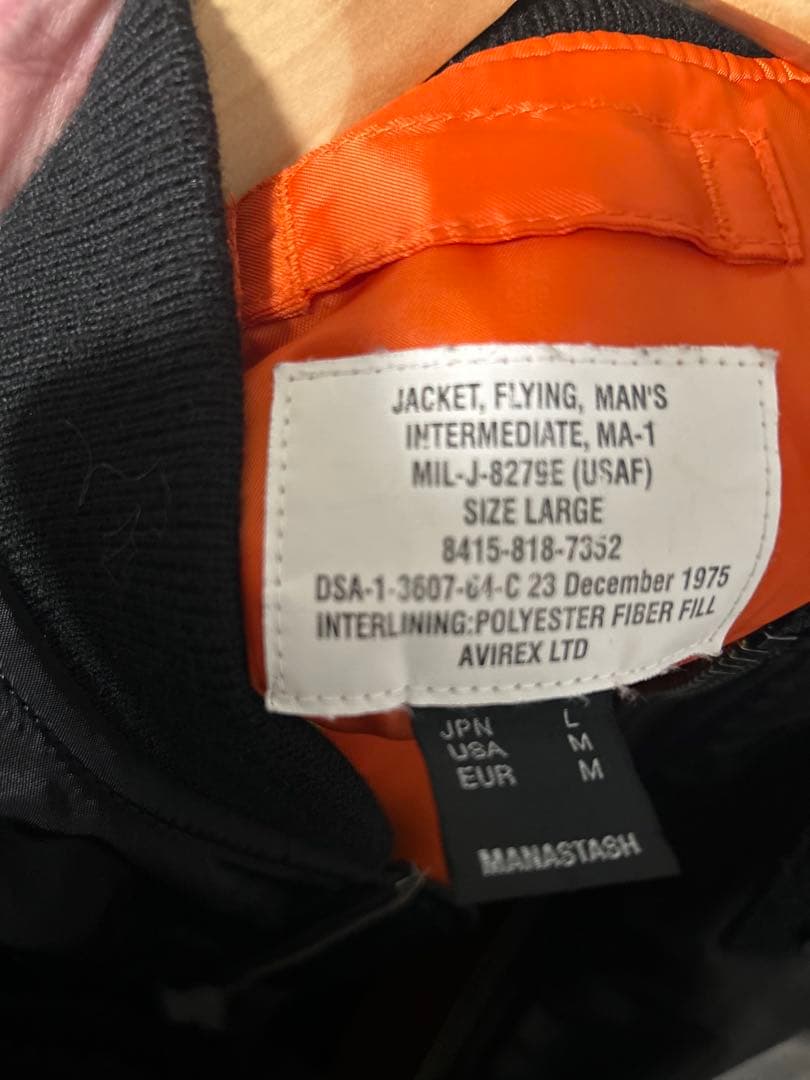 JACKET, FLYING, MAN'S
INTERMEDIATE, MA-1
MIL-J-8279E (USAF)
SIZE LARGE
8415-818-7352
DSA-1-3607-64-C 23 December 1975
INTERLINING:POLYESTER FIBER FILL
AVIREX LTD
JPN L
USA M
EUR M
MANASTASH